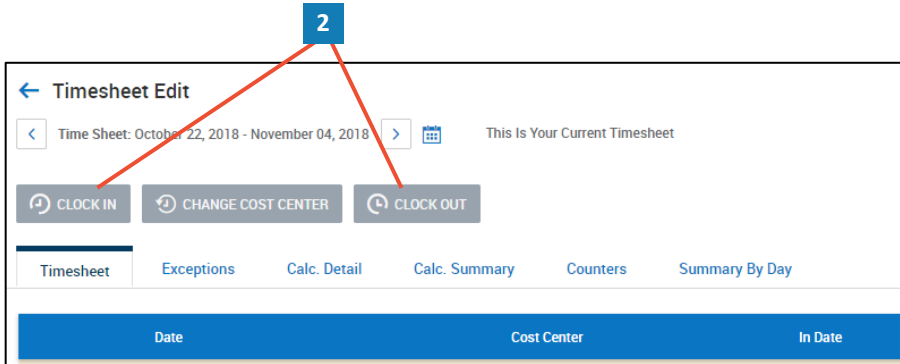 2
Timesheet Edit
Time Sheet: October 22, 2018 - November 04, 2018 This Is Your Current Timesheet
CLOCK IN CHANGE COST CENTER CLOCK OUT
Timesheet Exceptions Calc. Detail Calc. Summary Counters Summary By Day
Date Cost Center In Date